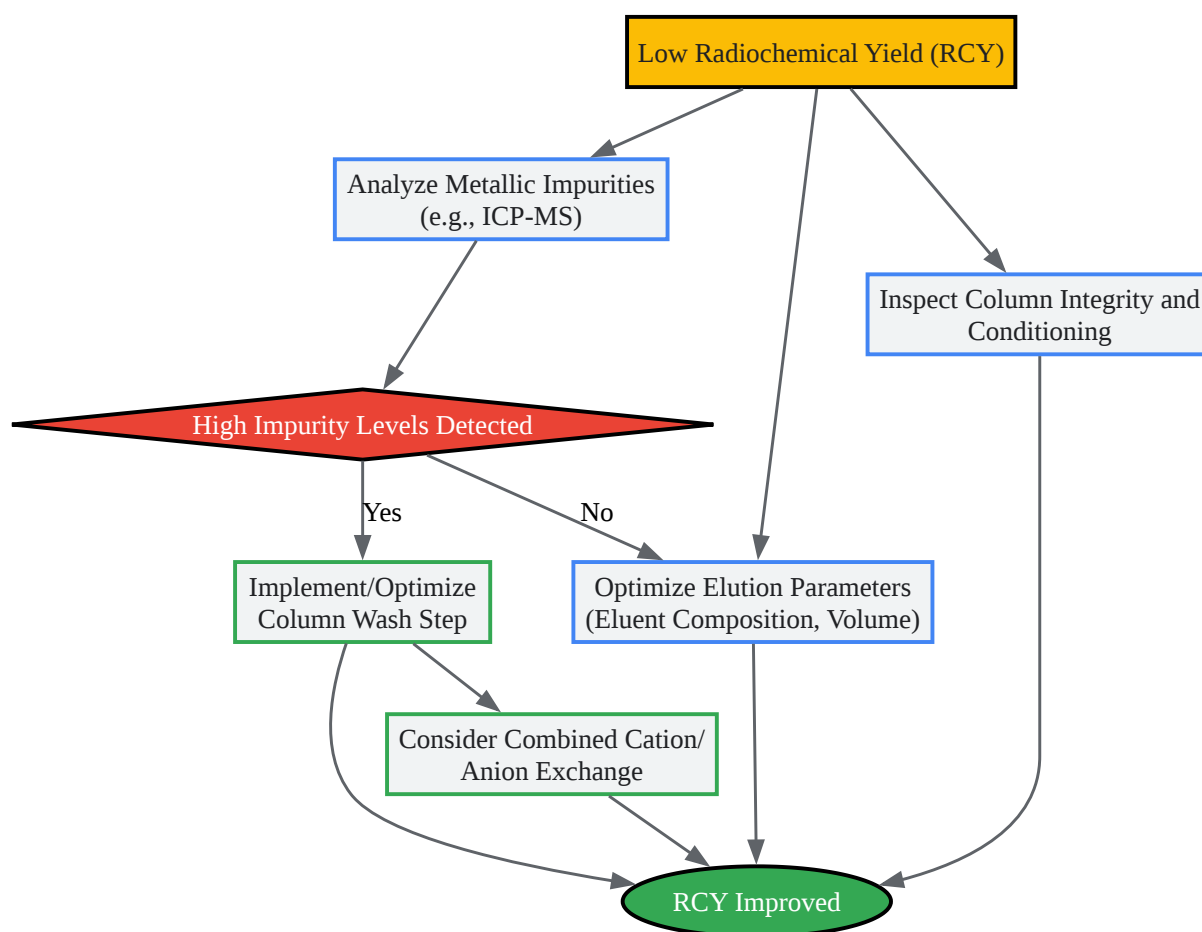 Low Radiochemical Yield (RCY)
Analyze Metallic Impurities
(e.g., ICP-MS)
Inspect Column Integrity and
Conditioning
High Impurity Levels Detected
Yes
No
Implement/Optimize
Column Wash Step
Optimize Elution Parameters
(Eluent Composition, Volume)
Consider Combined Cation/
Anion Exchange
RCY Improved